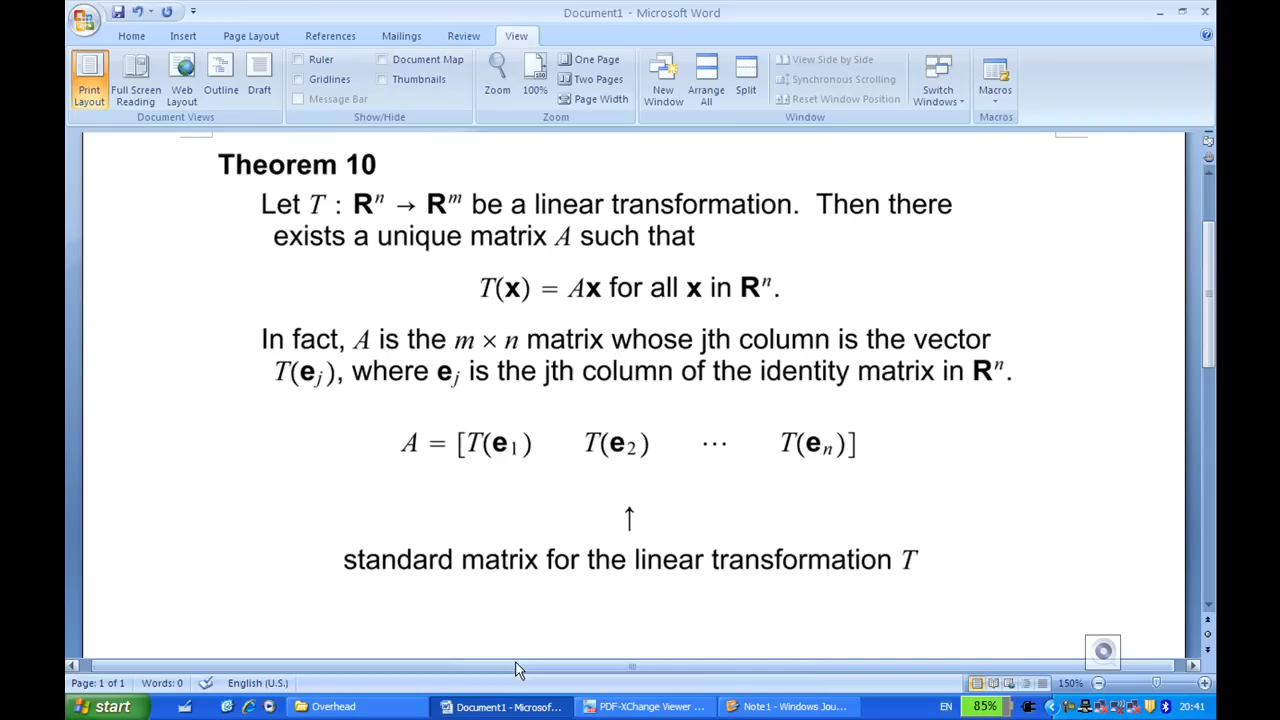 Document1 - Microsoft Word
Home Insert Page Layout References Mailings Review View
Print Layout
Full Screen Reading
Web Layout
Outline
Draft
Document Views
Ruler
Gridlines
Message Bar
Document Map
Thumbnails
Show/Hide
Zoom
100%
One Page
Two Pages
Page Width
Zoom
New Window
Arrange All
Split
View Side by Side
Synchronous Scrolling
Reset Window Position
Window
Switch Windows
Macros
Macros
Theorem 10
Let T : Rⁿ → Rᵐ be a linear transformation. Then there
exists a unique matrix A such that
T(x) = Ax for all x in Rⁿ.
In fact, A is the m × n matrix whose jth column is the vector
T(eⱼ), where eⱼ is the jth column of the identity matrix in Rⁿ.
A = [T(e₁) T(e₂) ⋯ T(eₙ)]
↑
standard matrix for the linear transformation T
Page: 1 of 1 Words: 0 English (U.S.) 150%
start Overhead Document1 - Microsof... PDF-XChange Viewer ... Note1 - Windows Jou... EN 85% 20:41